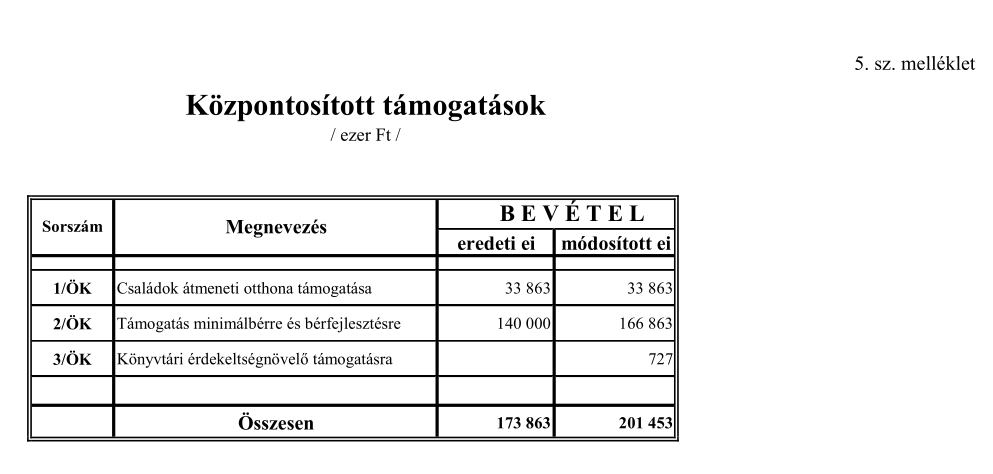 5. sz. melléklet
Központosított támogatások
/ ezer Ft /
Sorszám Megnevezés B E V É T E L
eredeti ei módosított ei
1/ÖK Családok átmeneti otthona támogatása 33 863 33 863
2/ÖK Támogatás minimálbérre és bérfejlesztésre 140 000 166 863
3/ÖK Könyvtári érdekeltségnövelő támogatásra 727
Összesen 173 863 201 453